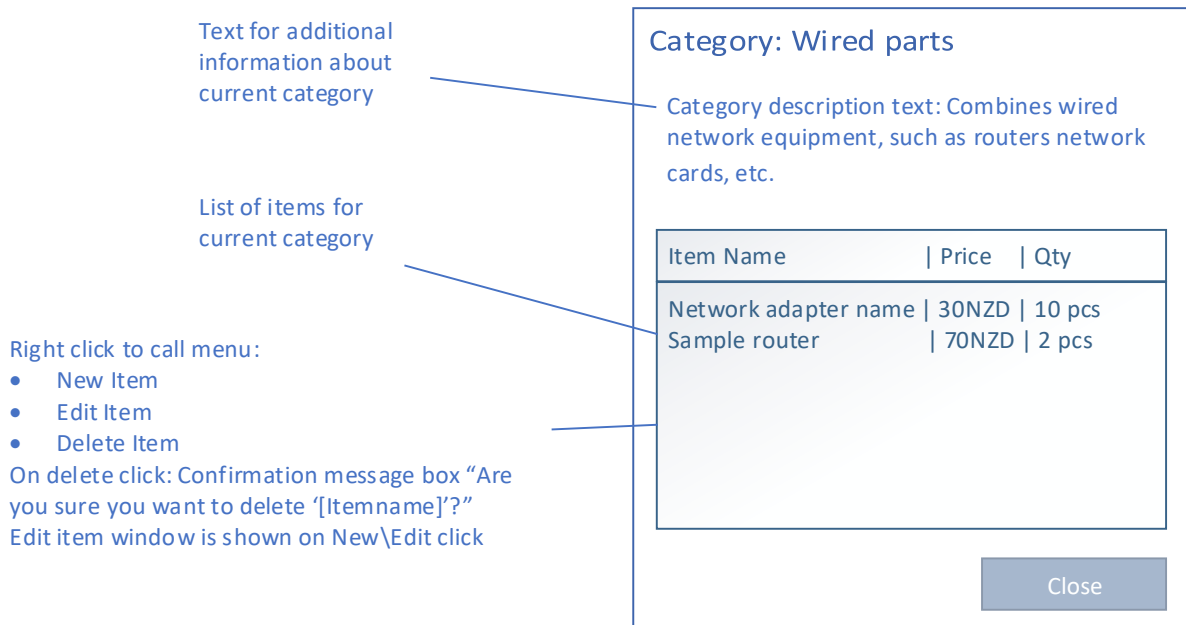 Text for additional
information about
current category
List of items for
current category
Right click to call menu:
• New Item
• Edit Item
• Delete Item
On delete click: Confirmation message box “Are
you sure you want to delete ‘[Itemname]’?”
Edit item window is shown on New\Edit click
Category: Wired parts
Category description text: Combines wired
network equipment, such as routers network
cards, etc.
Item Name | Price | Qty
Network adapter name | 30NZD | 10 pcs
Sample router | 70NZD | 2 pcs
Close